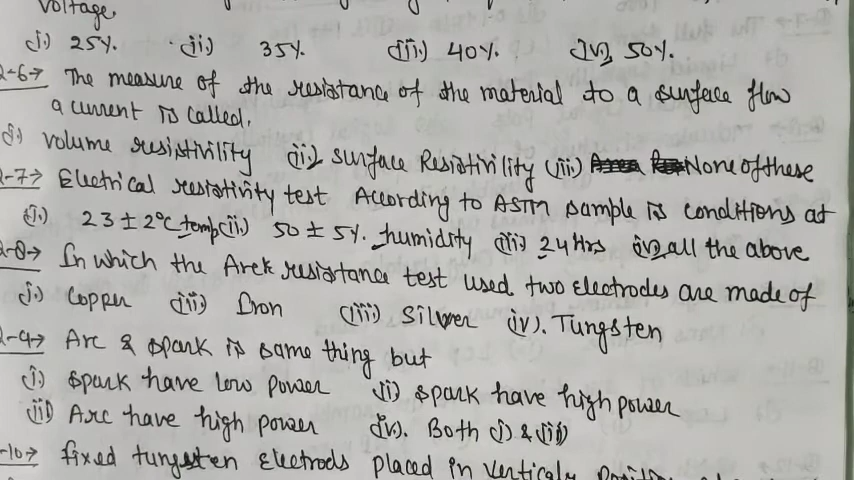 voltage.
(i) 25%. (ii) 35%. (iii) 40%. (iv) 50%.
Q-6→ The measure of the resistance of the material to a surface flow
a current is called.
(i) volume resistivility (ii) surface Resistivility (iii) None of these
Q-7→ Electrical resistivity test According to ASTM sample is conditions at
(i) 23 ± 2°C temp (ii) 50 ± 5%. humidity (iii) 24 Hrs (iv) all the above
Q-8→ In which the Arck resistance test used two electrodes are made of
(i) Copper (ii) Iron (iii) Silver (iv). Tungsten
Q-9→ Arc & spark is same thing but
(i) spark have low power (ii) spark have high power
(iii) Arc have high power (iv). Both (i) & (iii)
-10→ fixed tungsten Electrods placed in verticaly